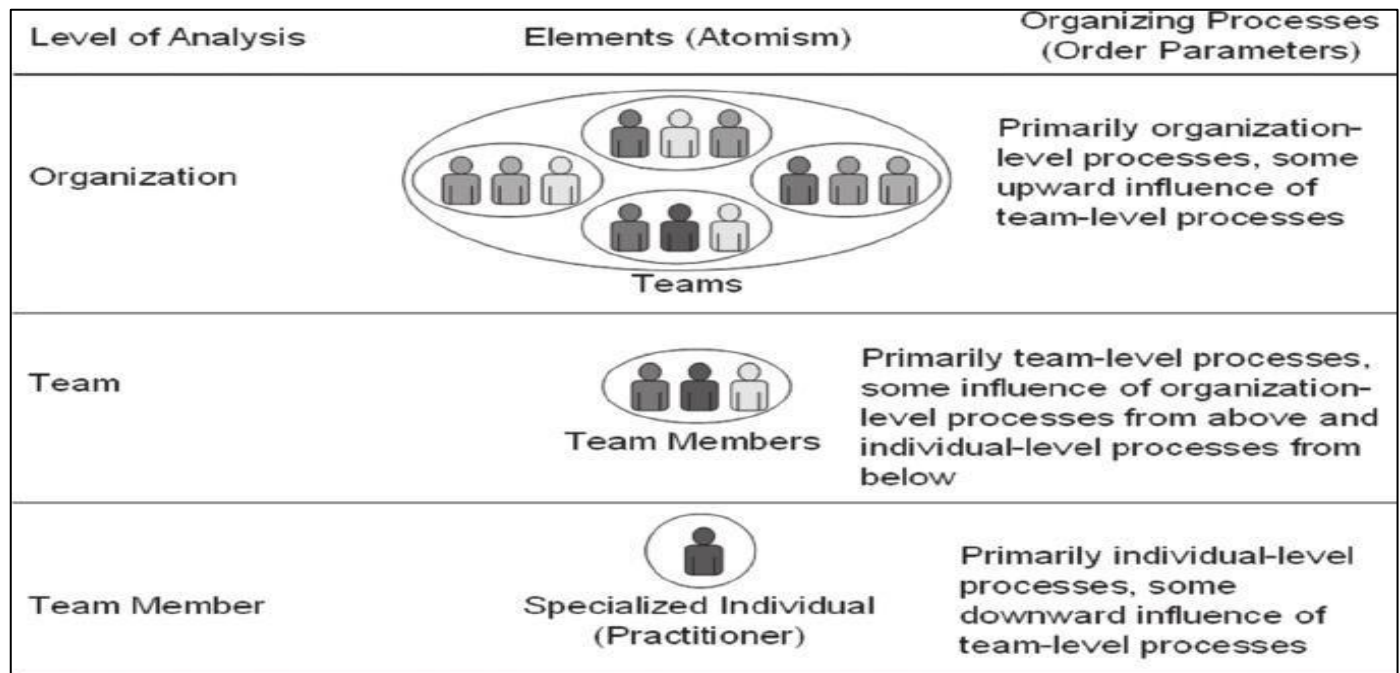 Level of Analysis
Elements (Atomism)
Organizing Processes
(Order Parameters)
Organization
Teams
Primarily organization-
level processes, some
upward influence of
team-level processes
Team
Team Members
Primarily team-level processes,
some influence of organization-
level processes from above and
individual-level processes from
below
Team Member
Specialized Individual
(Practitioner)
Primarily individual-level
processes, some
downward influence of
team-level processes